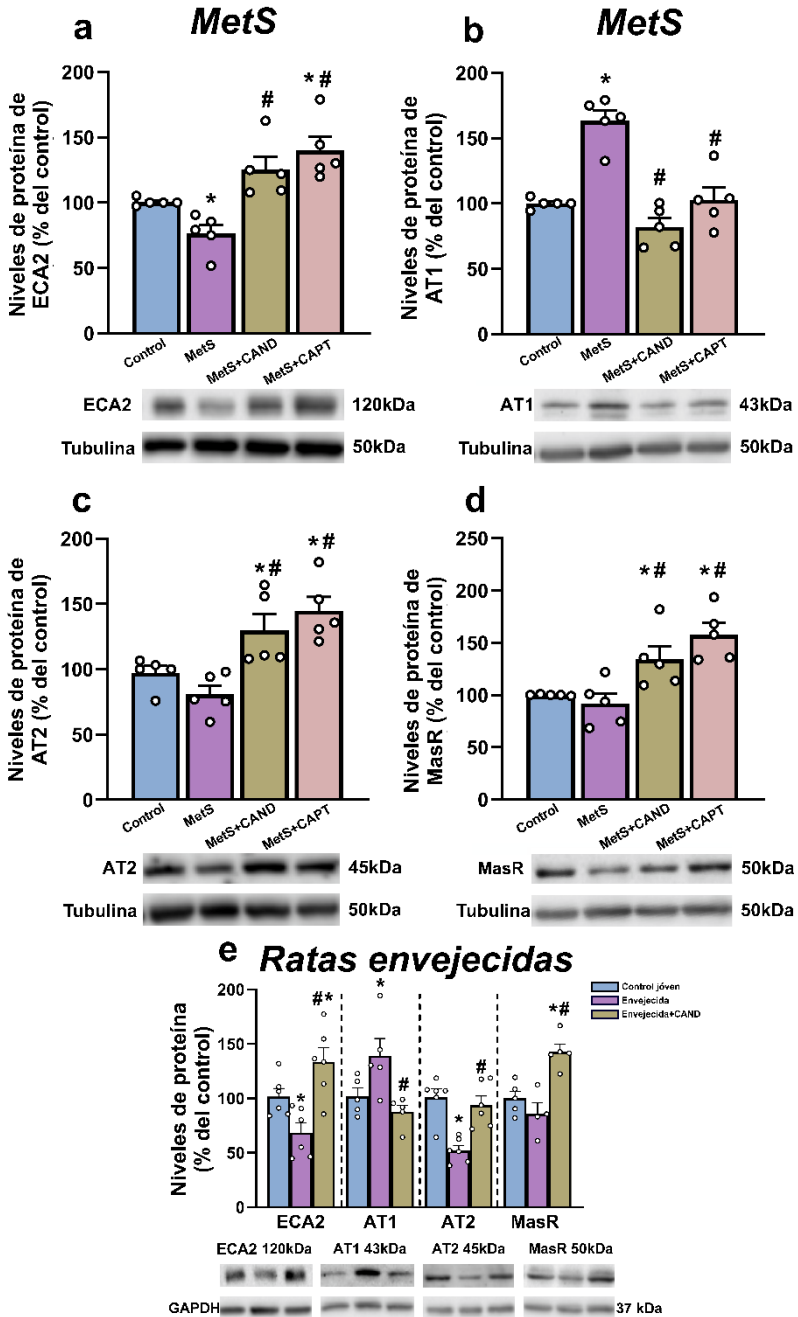 a MetS
Niveles de proteína de
ECA2 (% del control)
200
150
100
50
0
* # * #
Control MetS MetS+CAND MetS+CAPT
ECA2 120kDa
Tubulina 50kDa
b MetS
Niveles de proteína de
AT1 (% del control)
200
150
100
50
0
* # #
Control MetS MetS+CAND MetS+CAPT
AT1 43kDa
Tubulina 50kDa
c
Niveles de proteína de
AT2 (% del control)
200
150
100
50
0
*# *#
Control MetS MetS+CAND MetS+CAPT
AT2 45kDa
Tubulina 50kDa
d
Niveles de proteína de
MasR (% del control)
250
200
150
100
50
0
*# *#
Control MetS MetS+CAND MetS+CAPT
MasR 50kDa
Tubulina 50kDa
e Ratas envejecidas
Niveles de proteína
(% del control)
200
150
100
50
0
* #* * # * # *#
Control jóven
Envejecida
Envejecida+CAND
ECA2 AT1 AT2 MasR
ECA2 120kDa AT1 43kDa AT2 45kDa MasR 50kDa
GAPDH 37 kDa